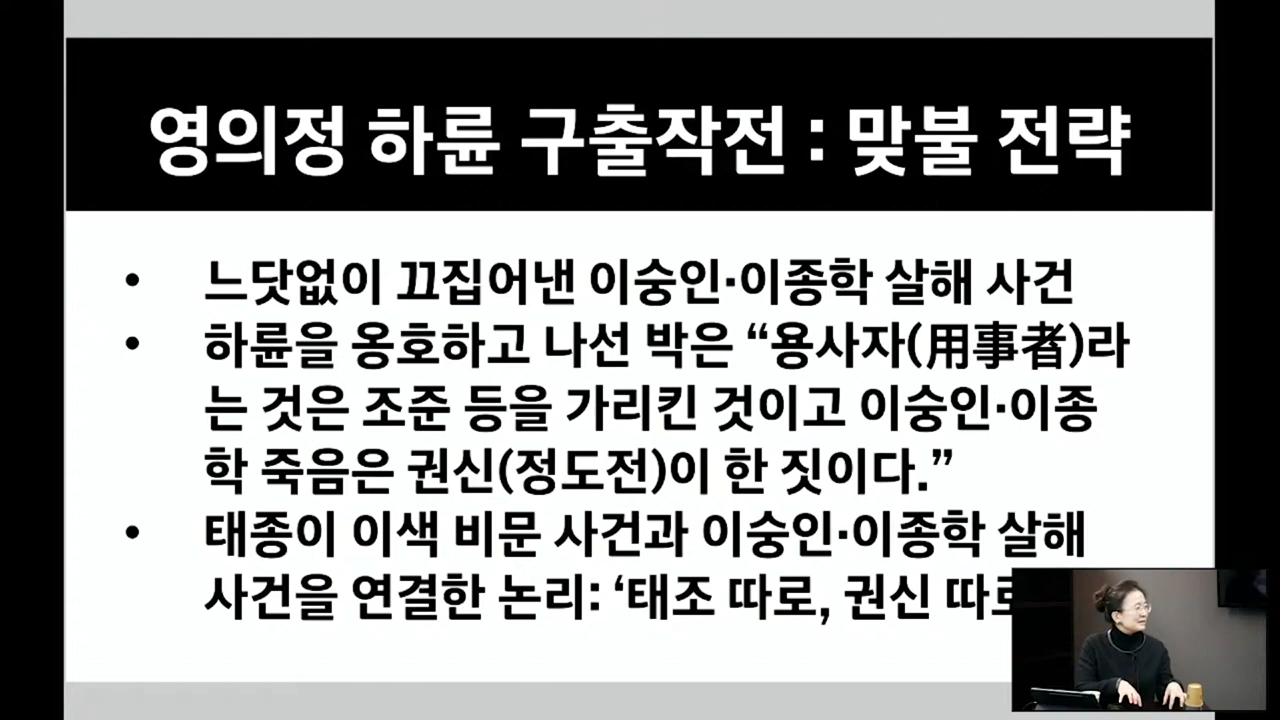 영의정 하륜 구출작전 : 맞불 전략
• 느닷없이 끄집어낸 이숭인·이종학 살해 사건
• 하륜을 옹호하고 나선 박은 “용사자(用事者)라
는 것은 조준 등을 가리킨 것이고 이숭인·이종
학 죽음은 권신(정도전)이 한 짓이다.”
• 태종이 이색 비문 사건과 이숭인·이종학 살해
사건을 연결한 논리: ‘태조 따로, 권신 따로